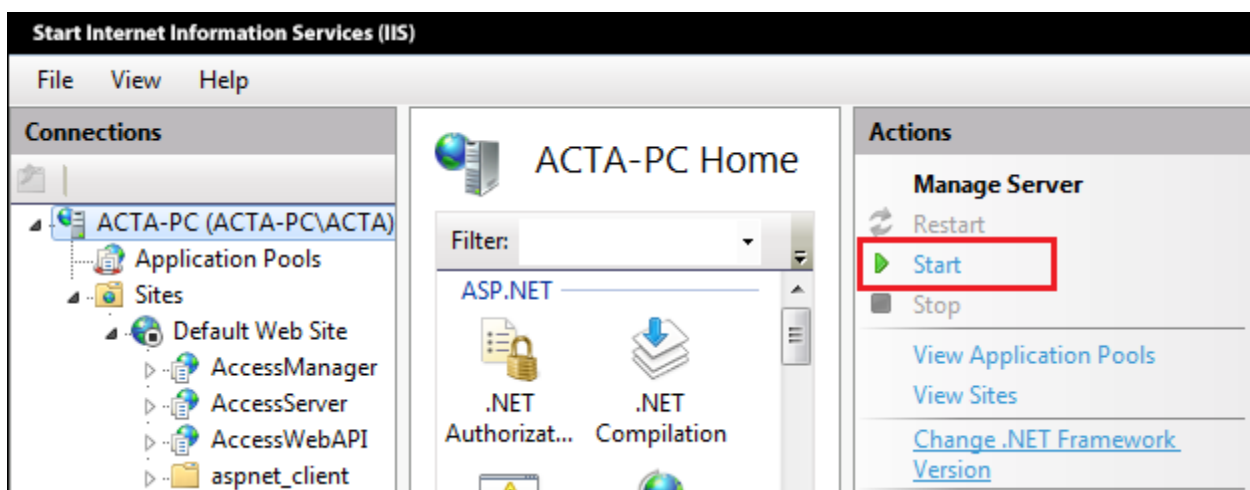 Start Internet Information Services (IIS)
File View Help
Connections
ACTA-PC (ACTA-PC\ACTA)
Application Pools
Sites
Default Web Site
AccessManager
AccessServer
AccessWebAPI
aspnet_client
ACTA-PC Home
Filter:
ASP.NET
.NET
Authorizat...
.NET
Compilation
Actions
Manage Server
Restart
Start
Stop
View Application Pools
View Sites
Change .NET Framework
Version